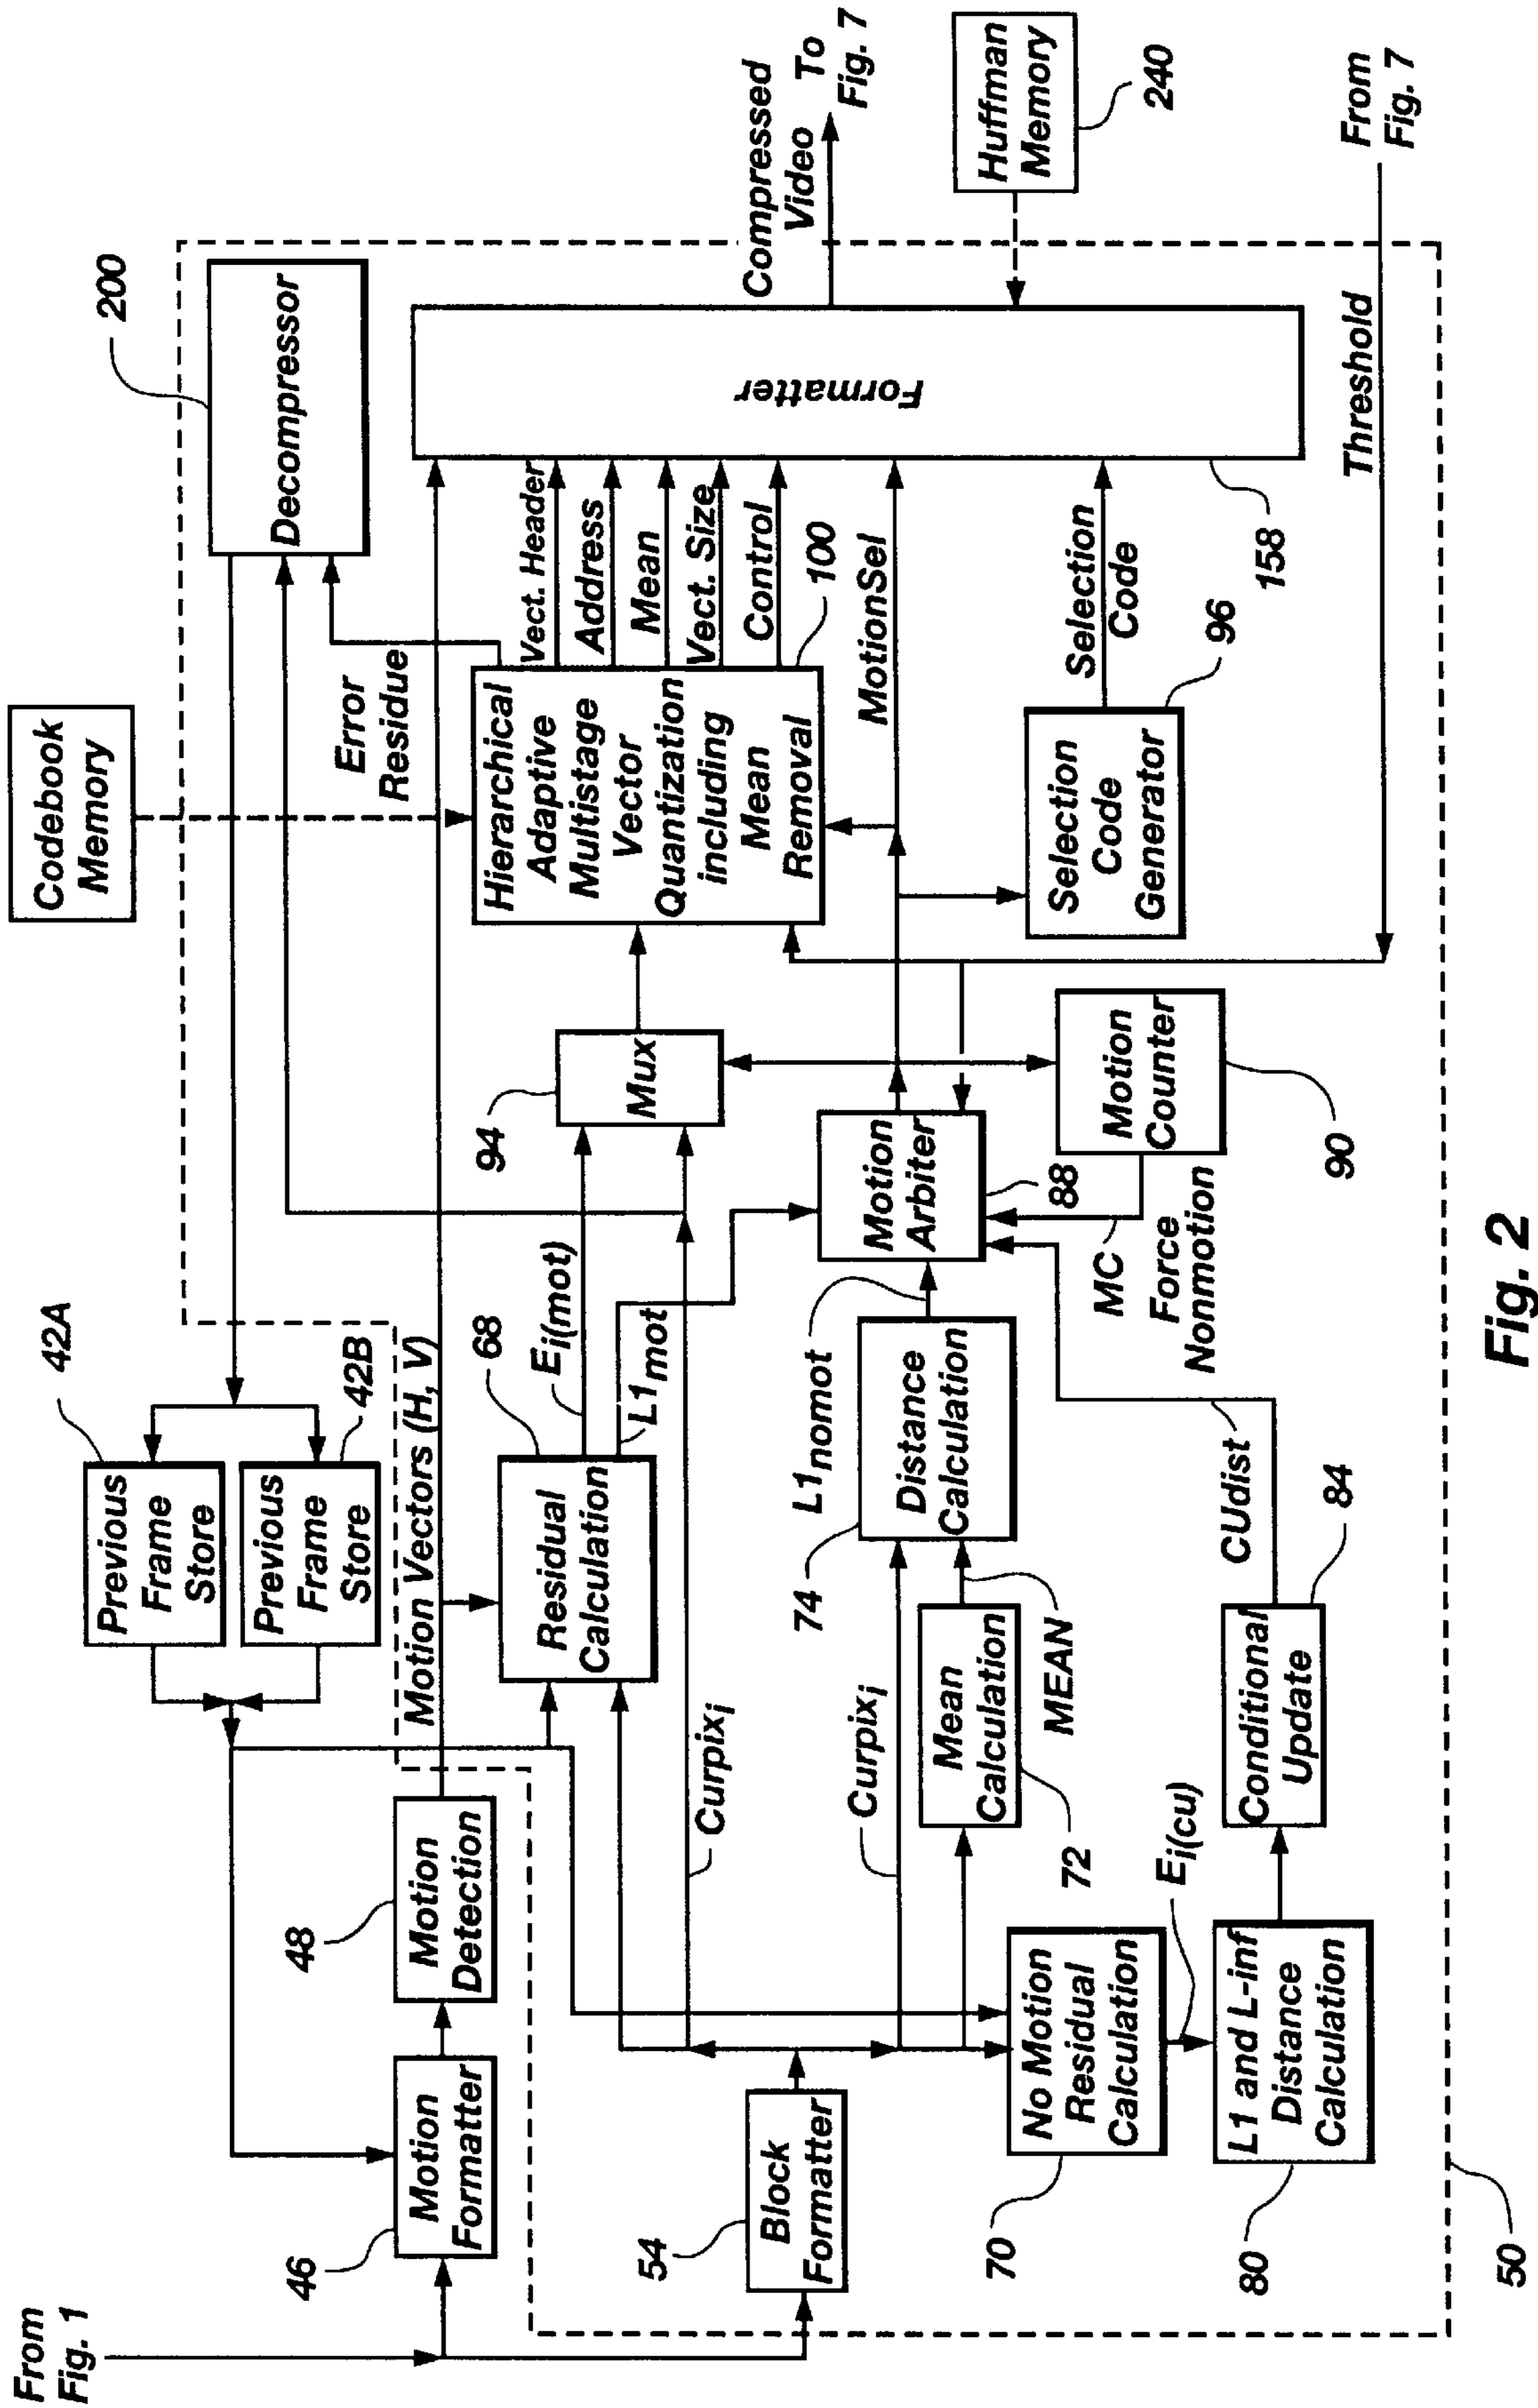 From
Fig. 1
46
Motion
Formatter
48
Motion
Detection
42A
Previous
Frame
Store
Previous
Frame
Store
42B
Motion Vectors (H, V)
Codebook
Memory
200
Decompressor
Error
Residue
54
Block
Formatter
68
Residual
Calculation
Ei(mot)
L1mot
Curpixi
94
Mux
Hierarchical
Adaptive
Multistage
Vector
Quantization
including
Mean
Removal
100
Vect. Header
Address
Mean
Vect. Size
Control
MotionSel
Formatter
158
Compressed
Video
To
Fig. 7
Huffman
Memory
240
Curpixi
Mean
Calculation
72
MEAN
74
Distance
Calculation
L1nomot
Motion
Arbiter
88
Motion
Counter
90
MC
Force
Nonmotion
Selection
Code
Generator
96
Selection
Code
70
No Motion
Residual
Calculation
Ei(cu)
80
L1 and L-inf
Distance
Calculation
Conditional
Update
84
CUdist
Threshold
From
Fig. 7
50
Fig. 2